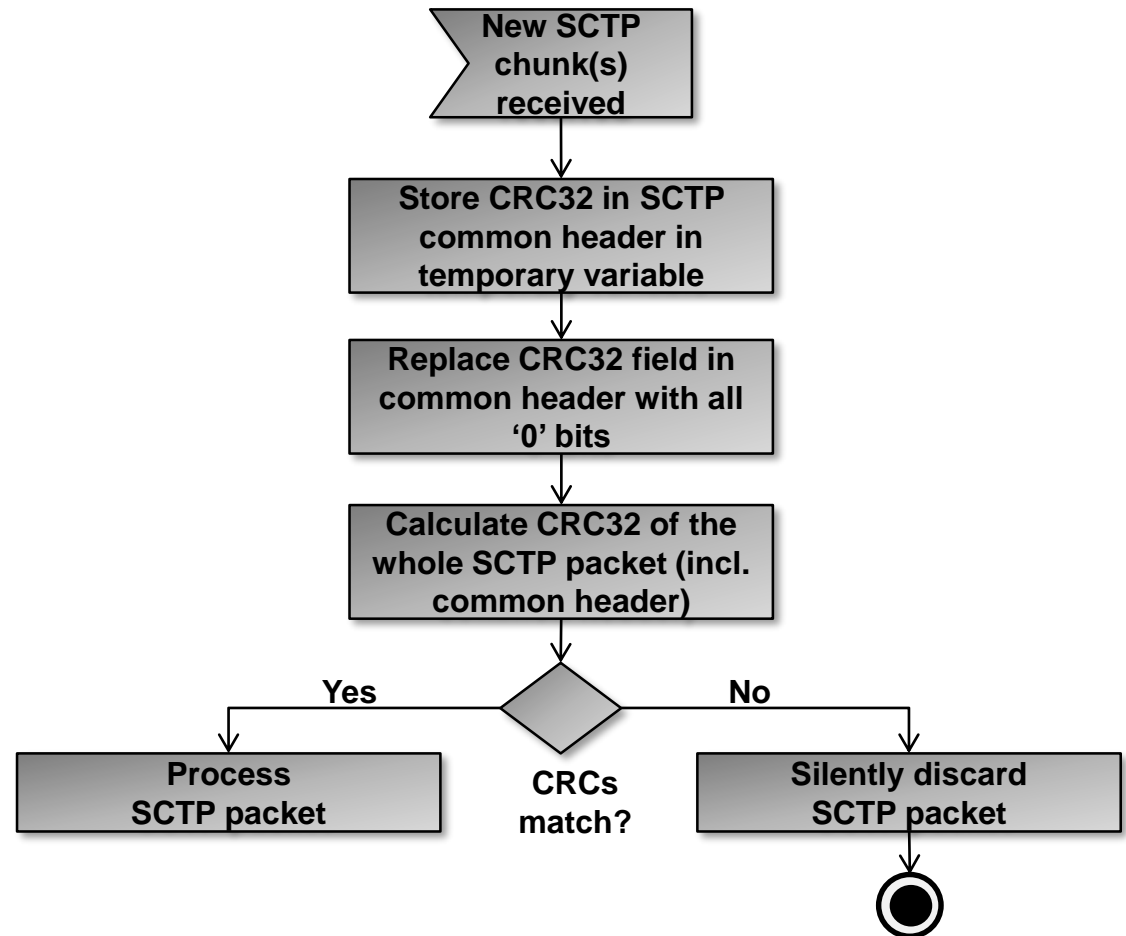 New SCTP
chunk(s)
received
Store CRC32 in SCTP
common header in
temporary variable
Replace CRC32 field in
common header with all
‘0’ bits
Calculate CRC32 of the
whole SCTP packet (incl.
common header)
Yes
No
Process
SCTP packet
CRCs
match?
Silently discard
SCTP packet